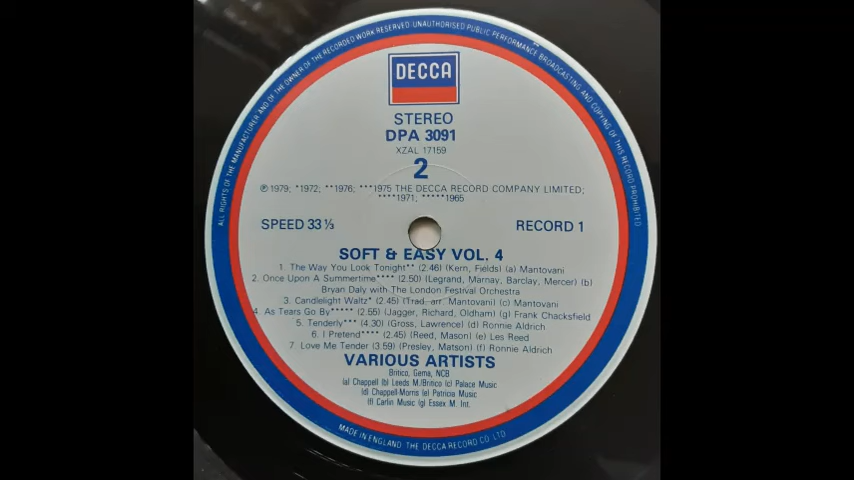 ALL RIGHTS OF THE MANUFACTURER AND OF THE OWNER OF THE RECORDED WORK RESERVED. UNAUTHORISED PUBLIC PERFORMANCE BROADCASTING AND COPYING OF THIS RECORD PROHIBITED
DECCA
STEREO
DPA 3091
XZAL 17159
2
℗1979; *1972; **1976; ***1975 THE DECCA RECORD COMPANY LIMITED;
****1971; *****1965
SPEED 33⅓ RECORD 1
SOFT & EASY VOL. 4
1. The Way You Look Tonight** (2.46) (Kern, Fields) (a) Mantovani
2. Once Upon A Summertime**** (2.50) (Legrand, Marnay, Barclay, Mercer) (b)
Bryan Daly with The London Festival Orchestra
3. Candlelight Waltz* (2.45) (Trad. arr. Mantovani) (c) Mantovani
4. As Tears Go By***** (2.55) (Jagger, Richard, Oldham) (g) Frank Chacksfield
5. Tenderly*** (4.30) (Gross, Lawrence) (d) Ronnie Aldrich
6. I Pretend**** (2.45) (Reed, Mason) (e) Les Reed
7. Love Me Tender (3.59) (Presley, Matson) (f) Ronnie Aldrich
VARIOUS ARTISTS
Britico, Gema, NCB
(a) Chappell (b) Leeds M./Britico (c) Palace Music
(d) Chappell-Morris (e) Patricia Music
(f) Carlin Music (g) Essex M. Int.
MADE IN ENGLAND. THE DECCA RECORD CO. LTD.